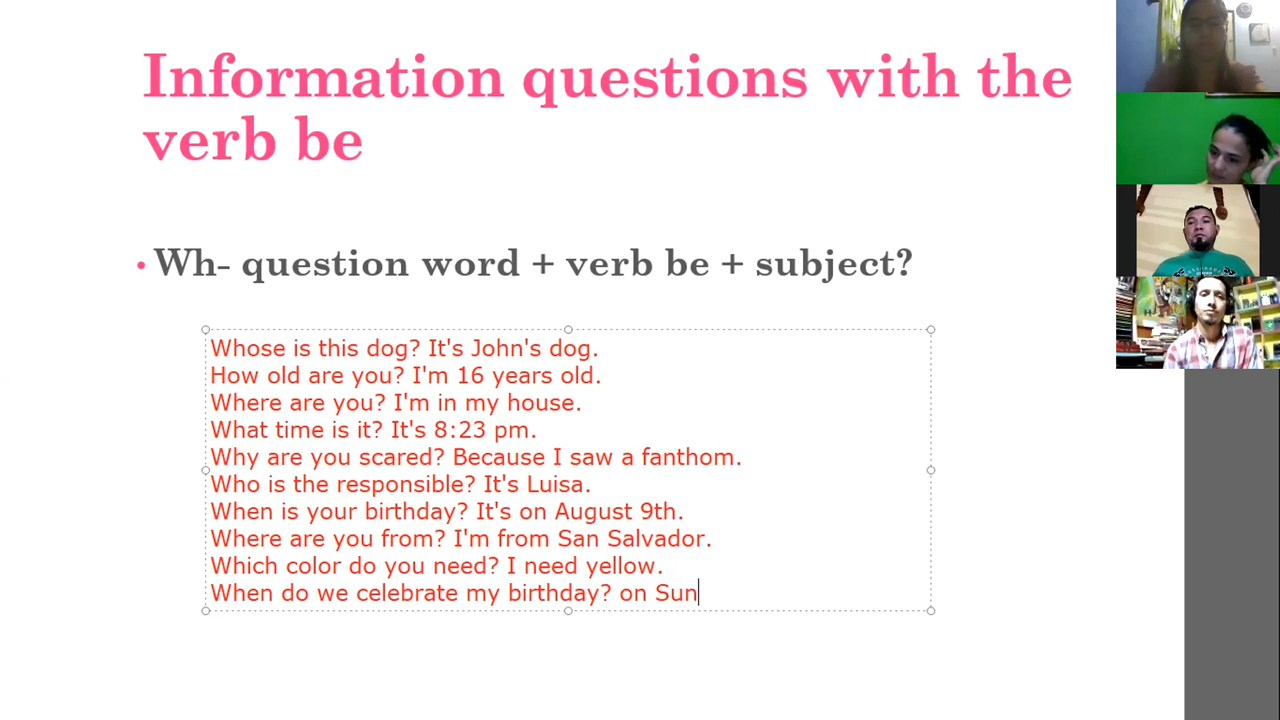 Information questions with the
verb be
• Wh- question word + verb be + subject?
Whose is this dog? It's John's dog.
How old are you? I'm 16 years old.
Where are you? I'm in my house.
What time is it? It's 8:23 pm.
Why are you scared? Because I saw a fanthom.
Who is the responsible? It's Luisa.
When is your birthday? It's on August 9th.
Where are you from? I'm from San Salvador.
Which color do you need? I need yellow.
When do we celebrate my birthday? on Sun